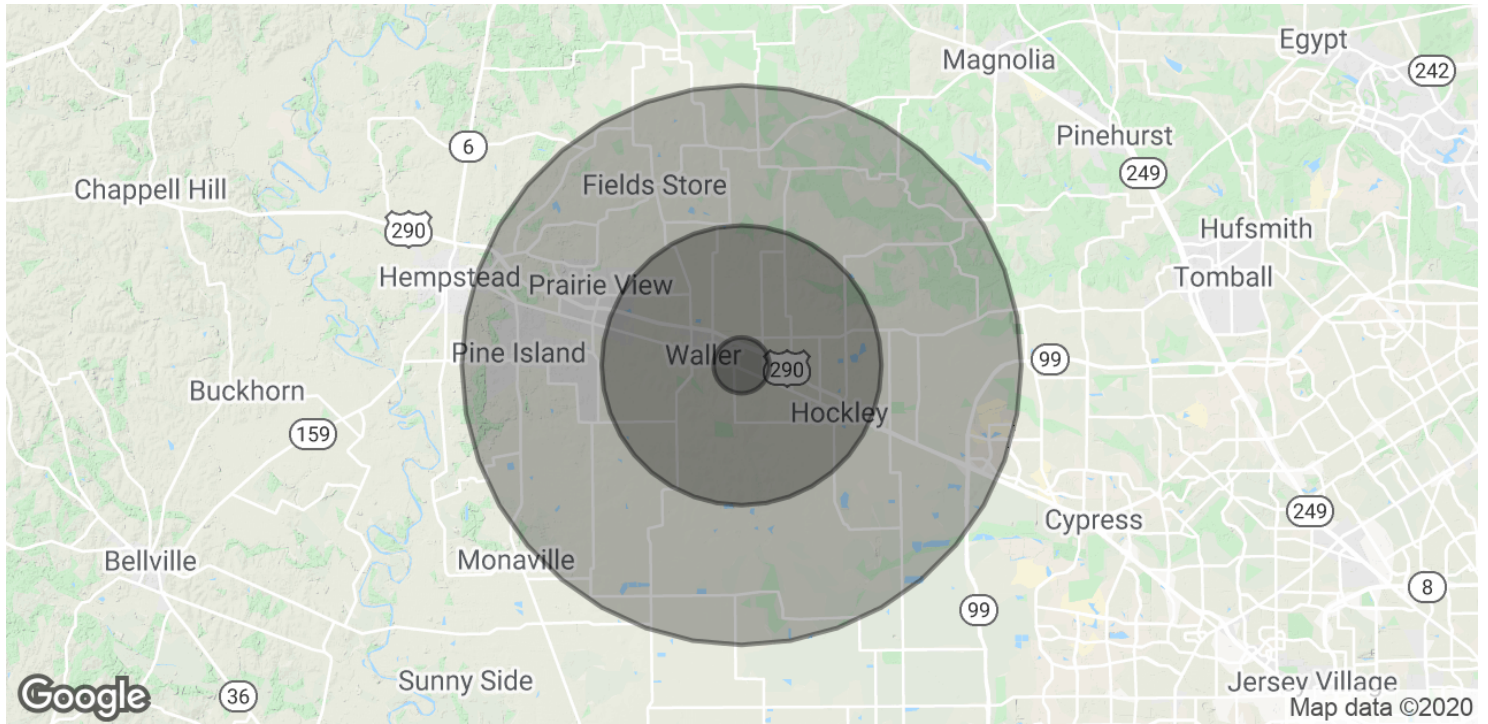 Egypt
Magnolia
242
Pinehurst
6
249
Fields Store
Chappell Hill
290
Hufsmith
Hempstead
Prairie View
Tomball
Pine Island
Waller
290
99
Buckhorn
Hockley
159
249
Cypress
Bellville
Monaville
8
99
Sunny Side
Jersey Village
36
Google
Map data ©2020